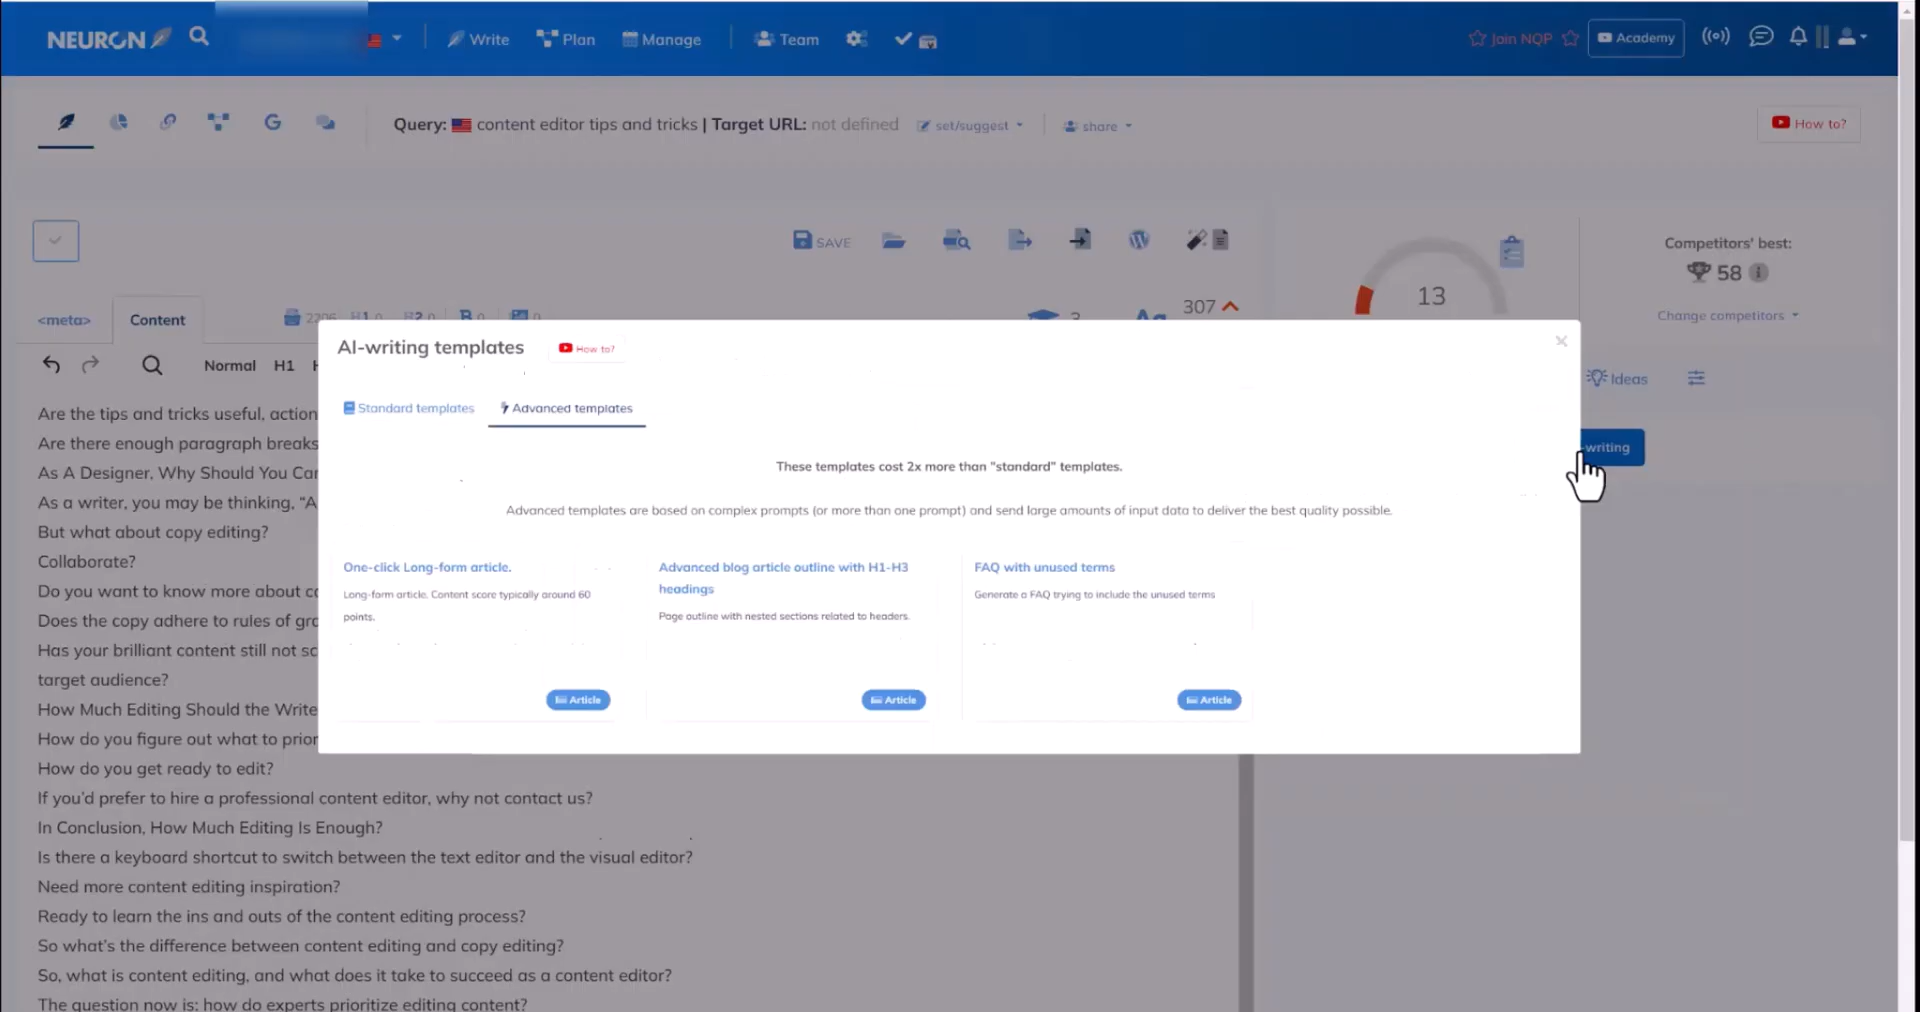 NEURON
Write
Plan
Manage
Team
Join NQP
Academy
Query: content editor tips and tricks | Target URL: not defined
set/suggest
share
How to?
SAVE
13
Competitors' best:
58
Change competitors
<meta>
Content
2206
H1 0
H2 0
B 0
0
3
307
AI-writing templates
How to?
Normal
H1
Ideas
Standard templates
Advanced templates
writing
These templates cost 2x more than "standard" templates.
Advanced templates are based on complex prompts (or more than one prompt) and send large amounts of input data to deliver the best quality possible.
One-click Long-form article.
Long-form article. Content score typically around 60
points.
Article
Advanced blog article outline with H1-H3
headings
Page outline with nested sections related to headers.
Article
FAQ with unused terms
Generate a FAQ trying to include the unused terms
Article
Are the tips and tricks useful, action
Are there enough paragraph breaks
As A Designer, Why Should You Car
As a writer, you may be thinking, “A
But what about copy editing?
Collaborate?
Do you want to know more about co
Does the copy adhere to rules of gra
Has your brilliant content still not sc
target audience?
How Much Editing Should the Write
How do you figure out what to prior
How do you get ready to edit?
If you’d prefer to hire a professional content editor, why not contact us?
In Conclusion, How Much Editing Is Enough?
Is there a keyboard shortcut to switch between the text editor and the visual editor?
Need more content editing inspiration?
Ready to learn the ins and outs of the content editing process?
So what’s the difference between content editing and copy editing?
So, what is content editing, and what does it take to succeed as a content editor?
The question now is: how do experts prioritize editing content?